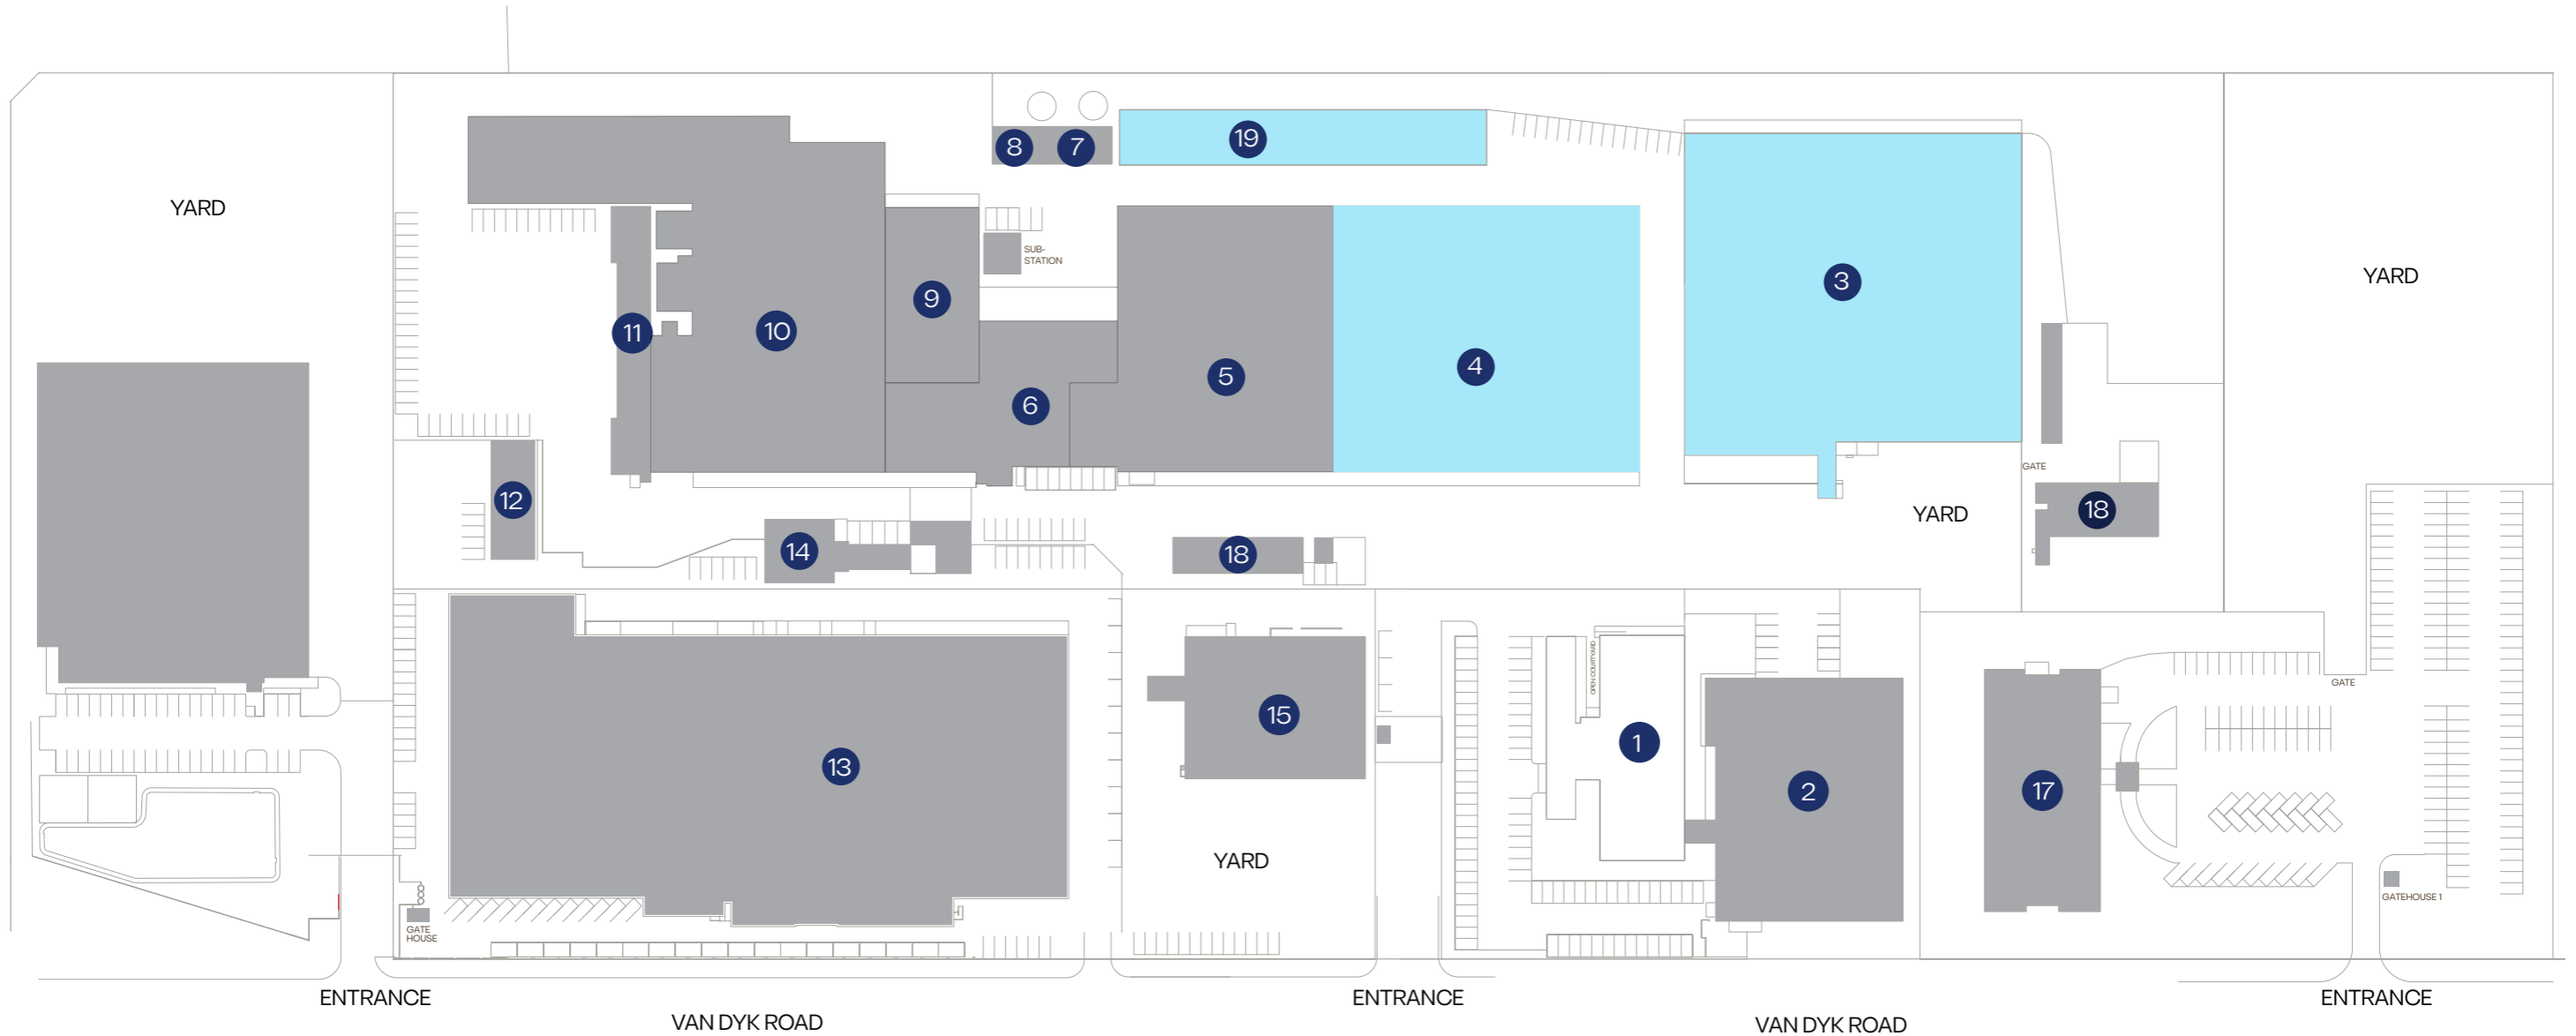 8
7
19
YARD
SUB-
STATION
YARD
3
9
11
10
4
5
6
GATE
12
YARD
18
14
18
OPEN COURTYARD
GATE
15
1
13
2
17
YARD
GATEHOUSE 1
GATE
HOUSE
ENTRANCE
ENTRANCE
ENTRANCE
VAN DYK ROAD
VAN DYK ROAD